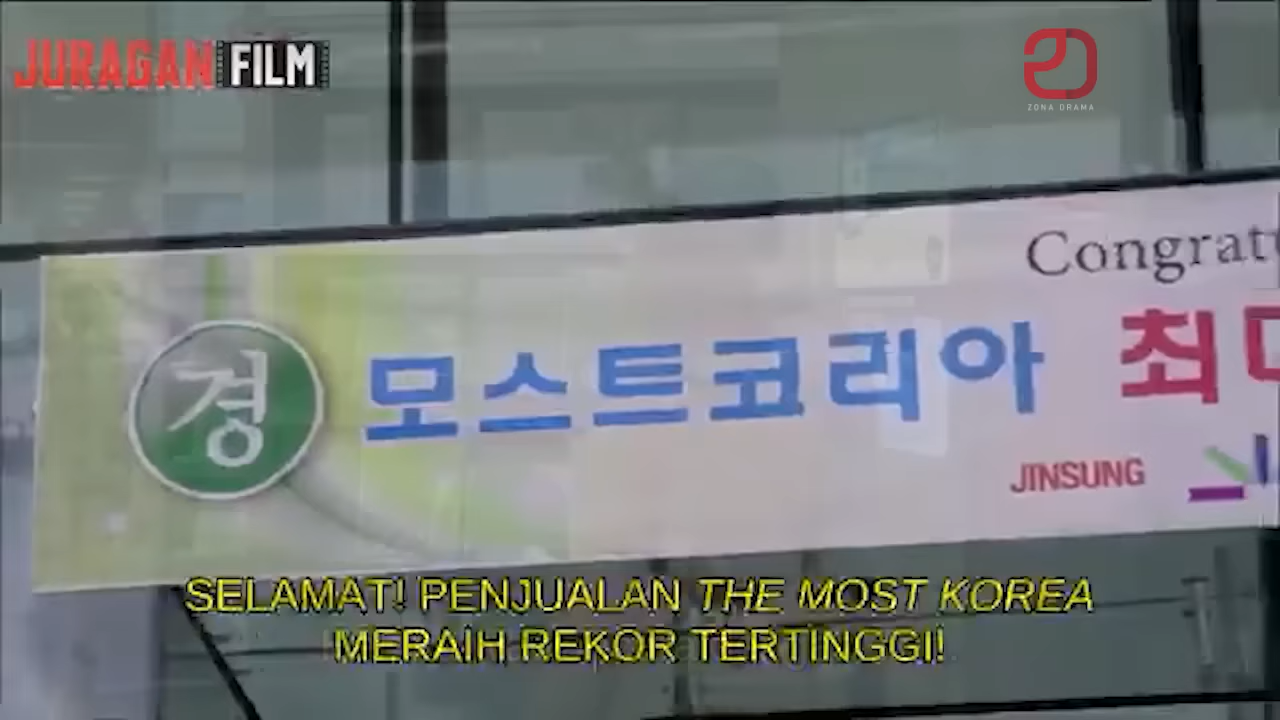 JURAGAN FILM
ZONA DRAMA
Congrat
경 모스트코리아 최
JINSUNG
SELAMAT! PENJUALAN THE MOST KOREA
MERAIH REKOR TERTINGGI!